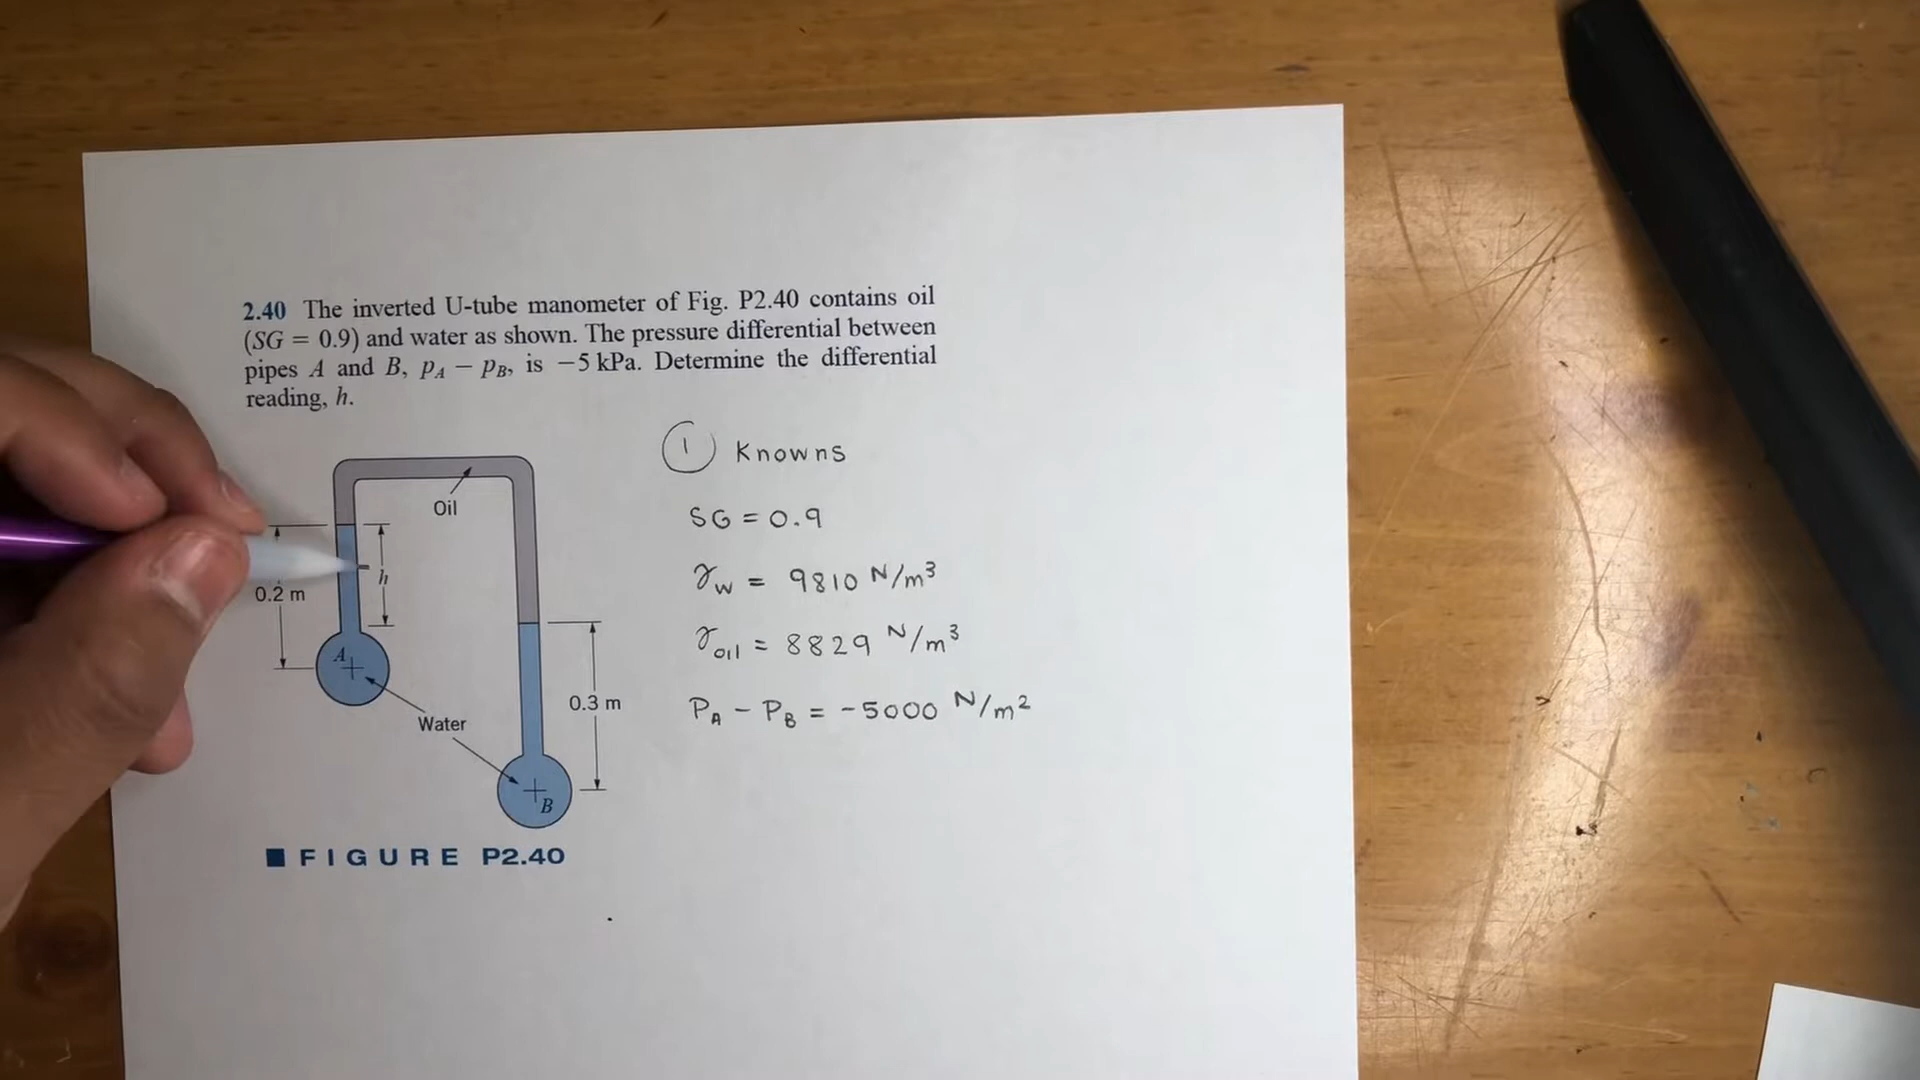 2.40 The inverted U-tube manometer of Fig. P2.40 contains oil
(SG = 0.9) and water as shown. The pressure differential between
pipes A and B, pA − pB, is −5 kPa. Determine the differential
reading, h.
① Knowns
SG = 0.9
γw = 9810 N/m³
γoil = 8829 N/m³
PA − PB = −5000 N/m²
Oil
h
0.2 m
A
Water
0.3 m
B
■ FIGURE P2.40